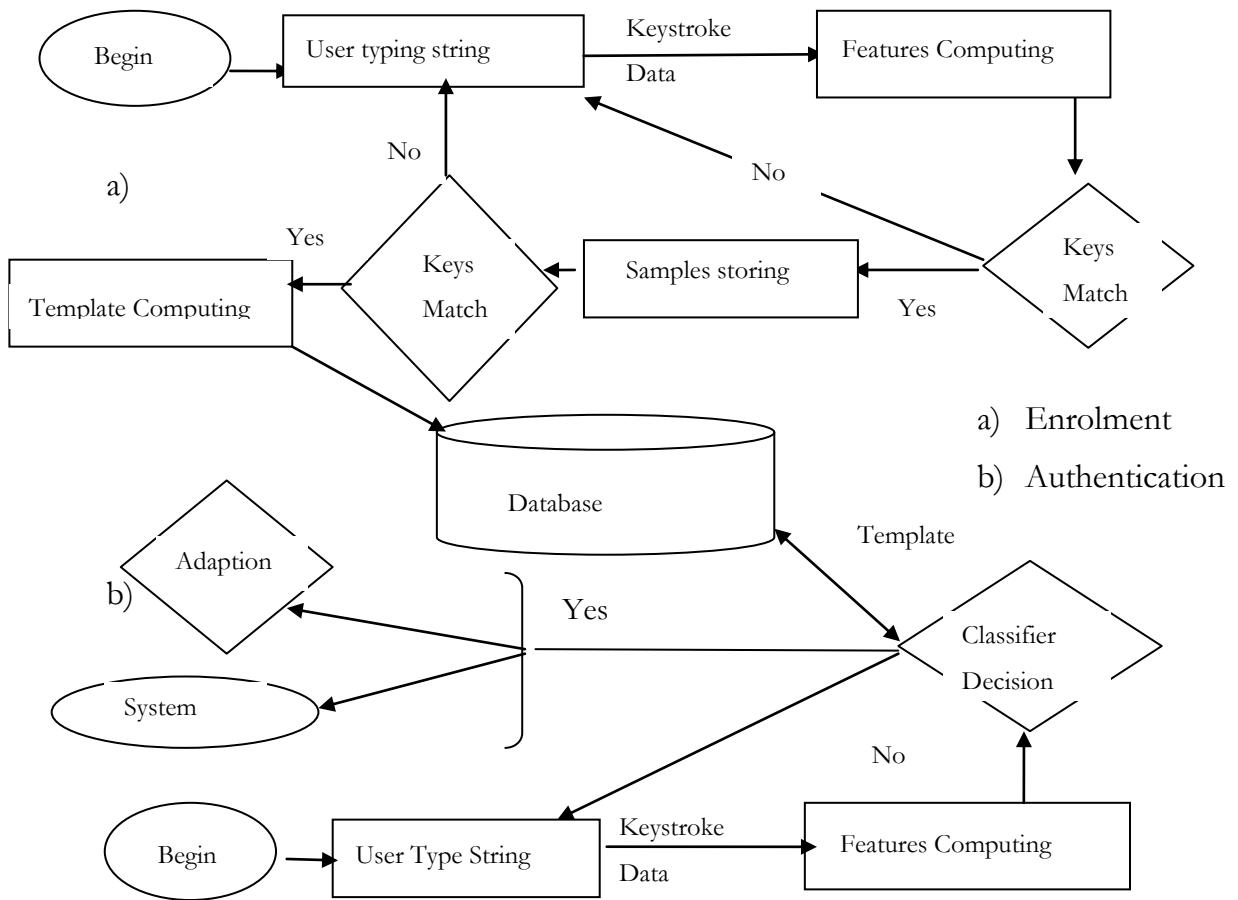 Begin
User typing string
Keystroke
Data
Features Computing
No
No
a)
Yes
Keys
Match
Samples storing
Yes
Keys
Match
Template Computing
a) Enrolment
b) Authentication
Database
Template
Adaption
b)
Yes
Classifier
Decision
System
No
Begin
User Type String
Keystroke
Data
Features Computing